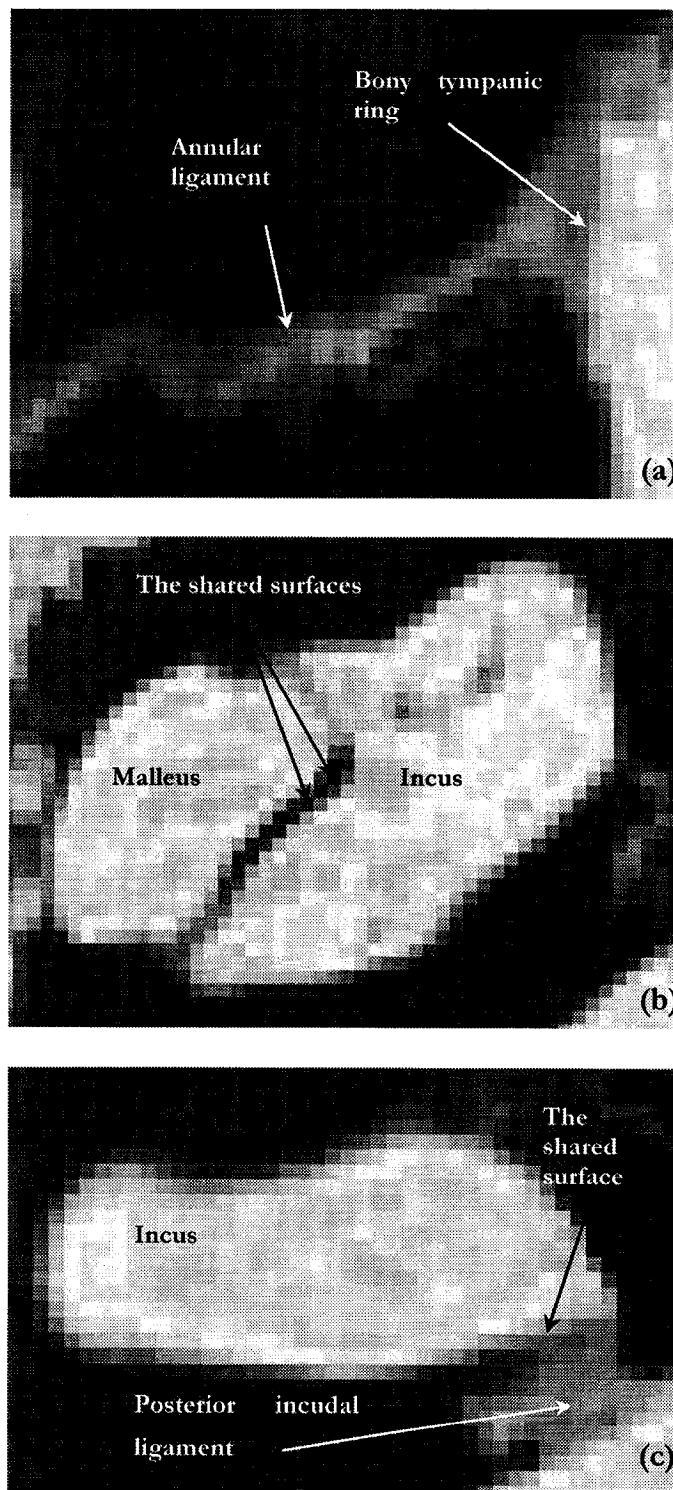 Bony tympanic
ring
Annular
ligament
(a)
The shared surfaces
Malleus
Incus
(b)
The
shared
surface
Incus
Posterior incudal
ligament
(c)